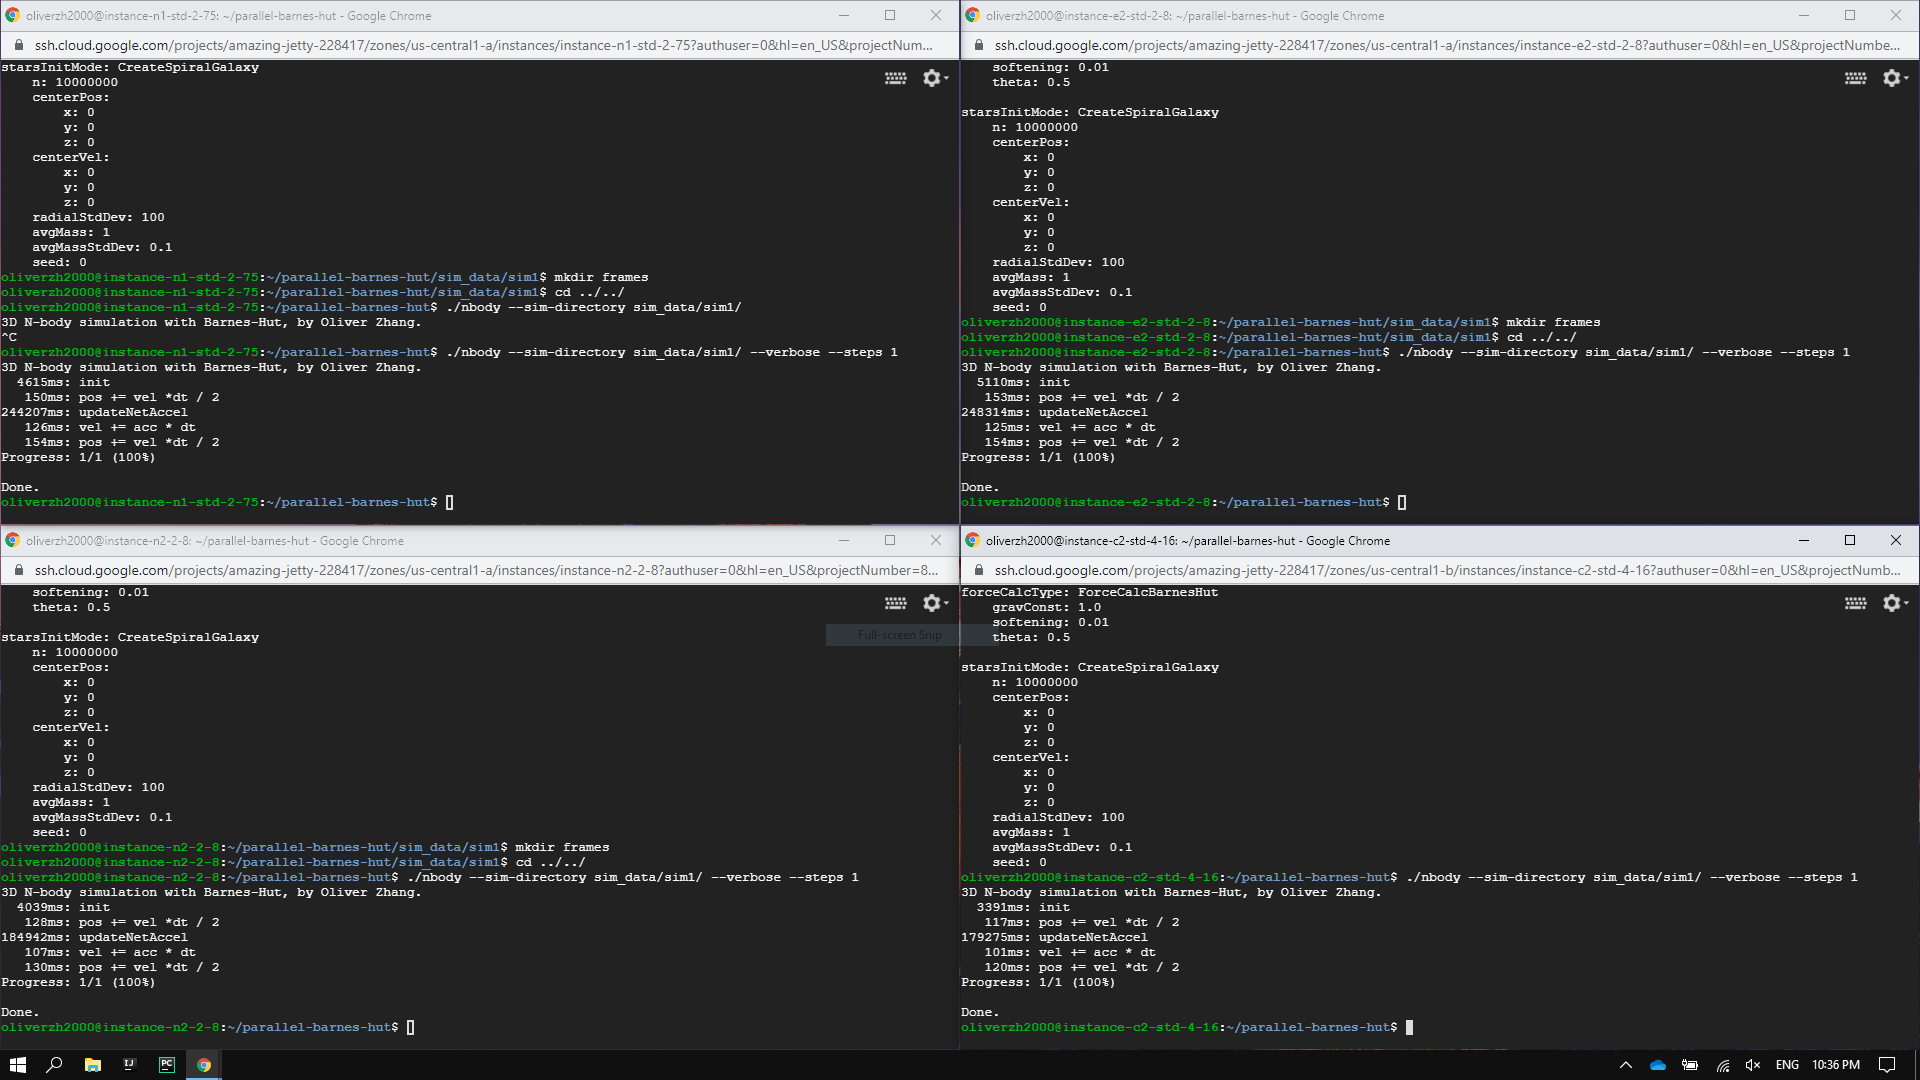 oliverzh2000@instance-n1-std-2-75: ~/parallel-barnes-hut - Google Chrome
ssh.cloud.google.com/projects/amazing-jetty-228417/zones/us-central1-a/instances/instance-n1-std-2-75?authuser=0&hl=en_US&projectNum...
starsInitMode: CreateSpiralGalaxy
n: 10000000
centerPos:
x: 0
y: 0
z: 0
centerVel:
x: 0
y: 0
z: 0
radialStdDev: 100
avgMass: 1
avgMassStdDev: 0.1
seed: 0
oliverzh2000@instance-n1-std-2-75:~/parallel-barnes-hut/sim_data/sim1$ mkdir frames
oliverzh2000@instance-n1-std-2-75:~/parallel-barnes-hut/sim_data/sim1$ cd ../../
oliverzh2000@instance-n1-std-2-75:~/parallel-barnes-hut$ ./nbody --sim-directory sim_data/sim1/
3D N-body simulation with Barnes-Hut, by Oliver Zhang.
^C
oliverzh2000@instance-n1-std-2-75:~/parallel-barnes-hut$ ./nbody --sim-directory sim_data/sim1/ --verbose --steps 1
3D N-body simulation with Barnes-Hut, by Oliver Zhang.
4615ms: init
150ms: pos += vel *dt / 2
244207ms: updateNetAccel
126ms: vel += acc * dt
154ms: pos += vel *dt / 2
Progress: 1/1 (100%)
Done.
oliverzh2000@instance-n1-std-2-75:~/parallel-barnes-hut$
oliverzh2000@instance-e2-std-2-8: ~/parallel-barnes-hut - Google Chrome
ssh.cloud.google.com/projects/amazing-jetty-228417/zones/us-central1-a/instances/instance-e2-std-2-8?authuser=0&hl=en_US&projectNumbe...
softening: 0.01
theta: 0.5
starsInitMode: CreateSpiralGalaxy
n: 10000000
centerPos:
x: 0
y: 0
z: 0
centerVel:
x: 0
y: 0
z: 0
radialStdDev: 100
avgMass: 1
avgMassStdDev: 0.1
seed: 0
oliverzh2000@instance-e2-std-2-8:~/parallel-barnes-hut/sim_data/sim1$ mkdir frames
oliverzh2000@instance-e2-std-2-8:~/parallel-barnes-hut/sim_data/sim1$ cd ../../
oliverzh2000@instance-e2-std-2-8:~/parallel-barnes-hut$ ./nbody --sim-directory sim_data/sim1/ --verbose --steps 1
3D N-body simulation with Barnes-Hut, by Oliver Zhang.
5110ms: init
153ms: pos += vel *dt / 2
248314ms: updateNetAccel
125ms: vel += acc * dt
154ms: pos += vel *dt / 2
Progress: 1/1 (100%)
Done.
oliverzh2000@instance-e2-std-2-8:~/parallel-barnes-hut$
oliverzh2000@instance-n2-2-8: ~/parallel-barnes-hut - Google Chrome
ssh.cloud.google.com/projects/amazing-jetty-228417/zones/us-central1-a/instances/instance-n2-2-8?authuser=0&hl=en_US&projectNumber=8...
softening: 0.01
theta: 0.5
Full-screen Snip
starsInitMode: CreateSpiralGalaxy
n: 10000000
centerPos:
x: 0
y: 0
z: 0
centerVel:
x: 0
y: 0
z: 0
radialStdDev: 100
avgMass: 1
avgMassStdDev: 0.1
seed: 0
oliverzh2000@instance-n2-2-8:~/parallel-barnes-hut/sim_data/sim1$ mkdir frames
oliverzh2000@instance-n2-2-8:~/parallel-barnes-hut/sim_data/sim1$ cd ../../
oliverzh2000@instance-n2-2-8:~/parallel-barnes-hut$ ./nbody --sim-directory sim_data/sim1/ --verbose --steps 1
3D N-body simulation with Barnes-Hut, by Oliver Zhang.
4039ms: init
128ms: pos += vel *dt / 2
184942ms: updateNetAccel
107ms: vel += acc * dt
130ms: pos += vel *dt / 2
Progress: 1/1 (100%)
Done.
oliverzh2000@instance-n2-2-8:~/parallel-barnes-hut$
oliverzh2000@instance-c2-std-4-16: ~/parallel-barnes-hut - Google Chrome
ssh.cloud.google.com/projects/amazing-jetty-228417/zones/us-central1-b/instances/instance-c2-std-4-16?authuser=0&hl=en_US&projectNumb...
forceCalcType: ForceCalcBarnesHut
gravConst: 1.0
softening: 0.01
theta: 0.5
starsInitMode: CreateSpiralGalaxy
n: 10000000
centerPos:
x: 0
y: 0
z: 0
centerVel:
x: 0
y: 0
z: 0
radialStdDev: 100
avgMass: 1
avgMassStdDev: 0.1
seed: 0
oliverzh2000@instance-c2-std-4-16:~/parallel-barnes-hut$ ./nbody --sim-directory sim_data/sim1/ --verbose --steps 1
3D N-body simulation with Barnes-Hut, by Oliver Zhang.
3391ms: init
117ms: pos += vel *dt / 2
179275ms: updateNetAccel
101ms: vel += acc * dt
120ms: pos += vel *dt / 2
Progress: 1/1 (100%)
Done.
oliverzh2000@instance-c2-std-4-16:~/parallel-barnes-hut$
IJ
PC
ENG
10:36 PM